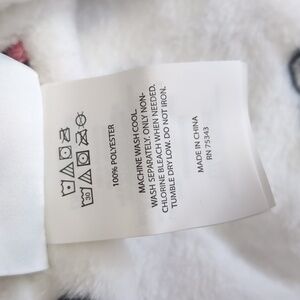 100% POLYESTER
MACHINE WASH COOL.
WASH SEPARATELY. ONLY NON-
CHLORINE BLEACH WHEN NEEDED.
TUMBLE DRY LOW. DO NOT IRON.
MADE IN CHINA
RN 75343
30